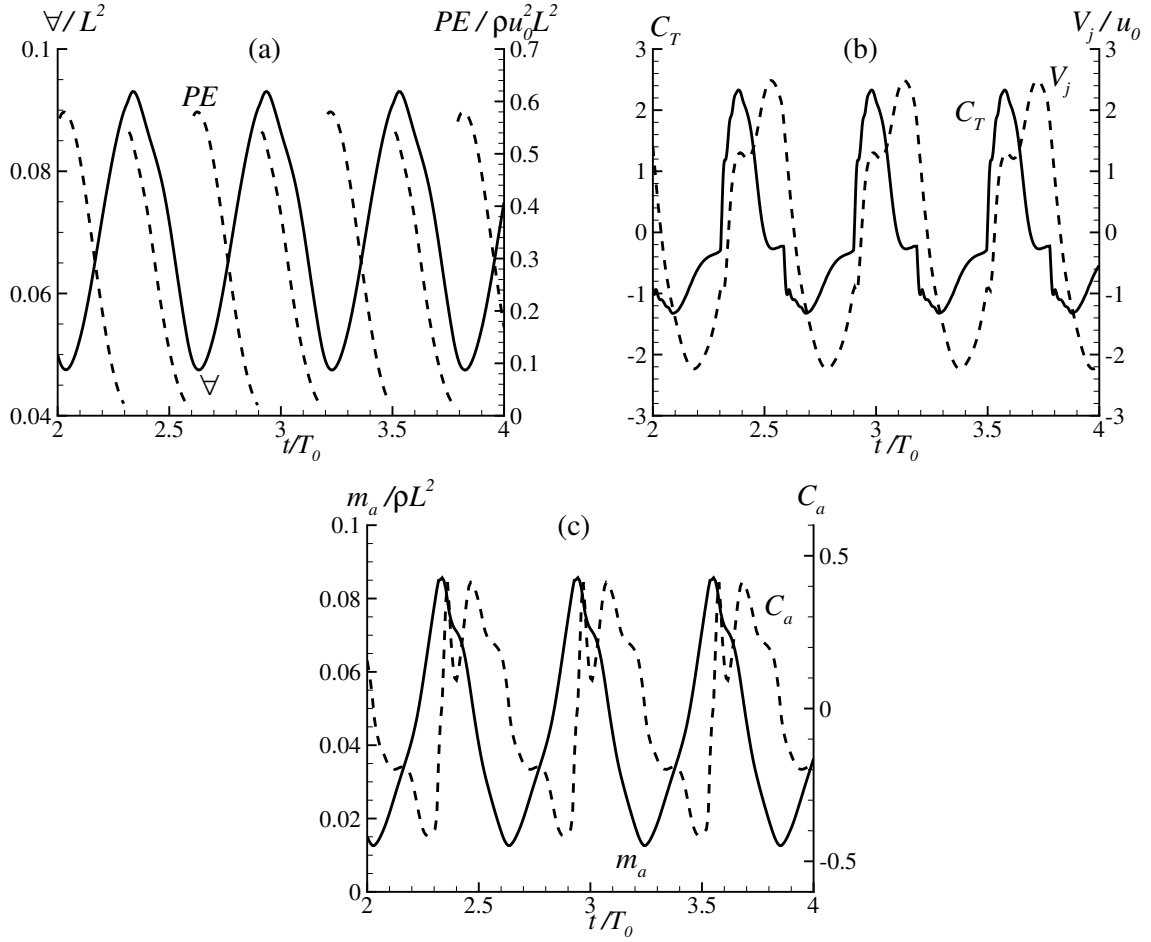 ∀ / L² (a) PE / ρu₀²L²
0.1 0.7
0.6
PE
0.5
0.08
0.4
0.3
0.06
0.2
0.1
∀
0.04 0
2 2.5 3 3.5 4
t/T₀
C_T (b) V_j / u₀
3 3
V_j
2 2
C_T
1 1
0 0
-1 -1
-2 -2
-3 -3
2 2.5 3 3.5 4
t /T₀
m_a /ρL² (c) C_a
0.1
0.5
0.08
C_a
0.06
0
0.04
0.02
m_a -0.5
0
2 2.5 3 3.5 4
t /T₀